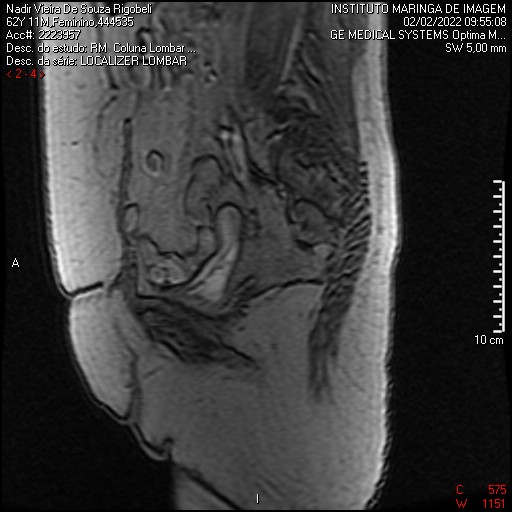 Nadir Vieira De Souza Rigobeli
62Y 11M,Feminino,444535
Acc#: 2223957
Desc. do estudo: RM Coluna Lombar ...
Desc. da série: LOCALIZER LOMBAR
< 2 - 4 >
INSTITUTO MARINGA DE IMAGEM
02/02/2022 09:55:08
GE MEDICAL SYSTEMS Optima M...
SW 5,00 mm
A
10 cm
I
C 575
W 1151